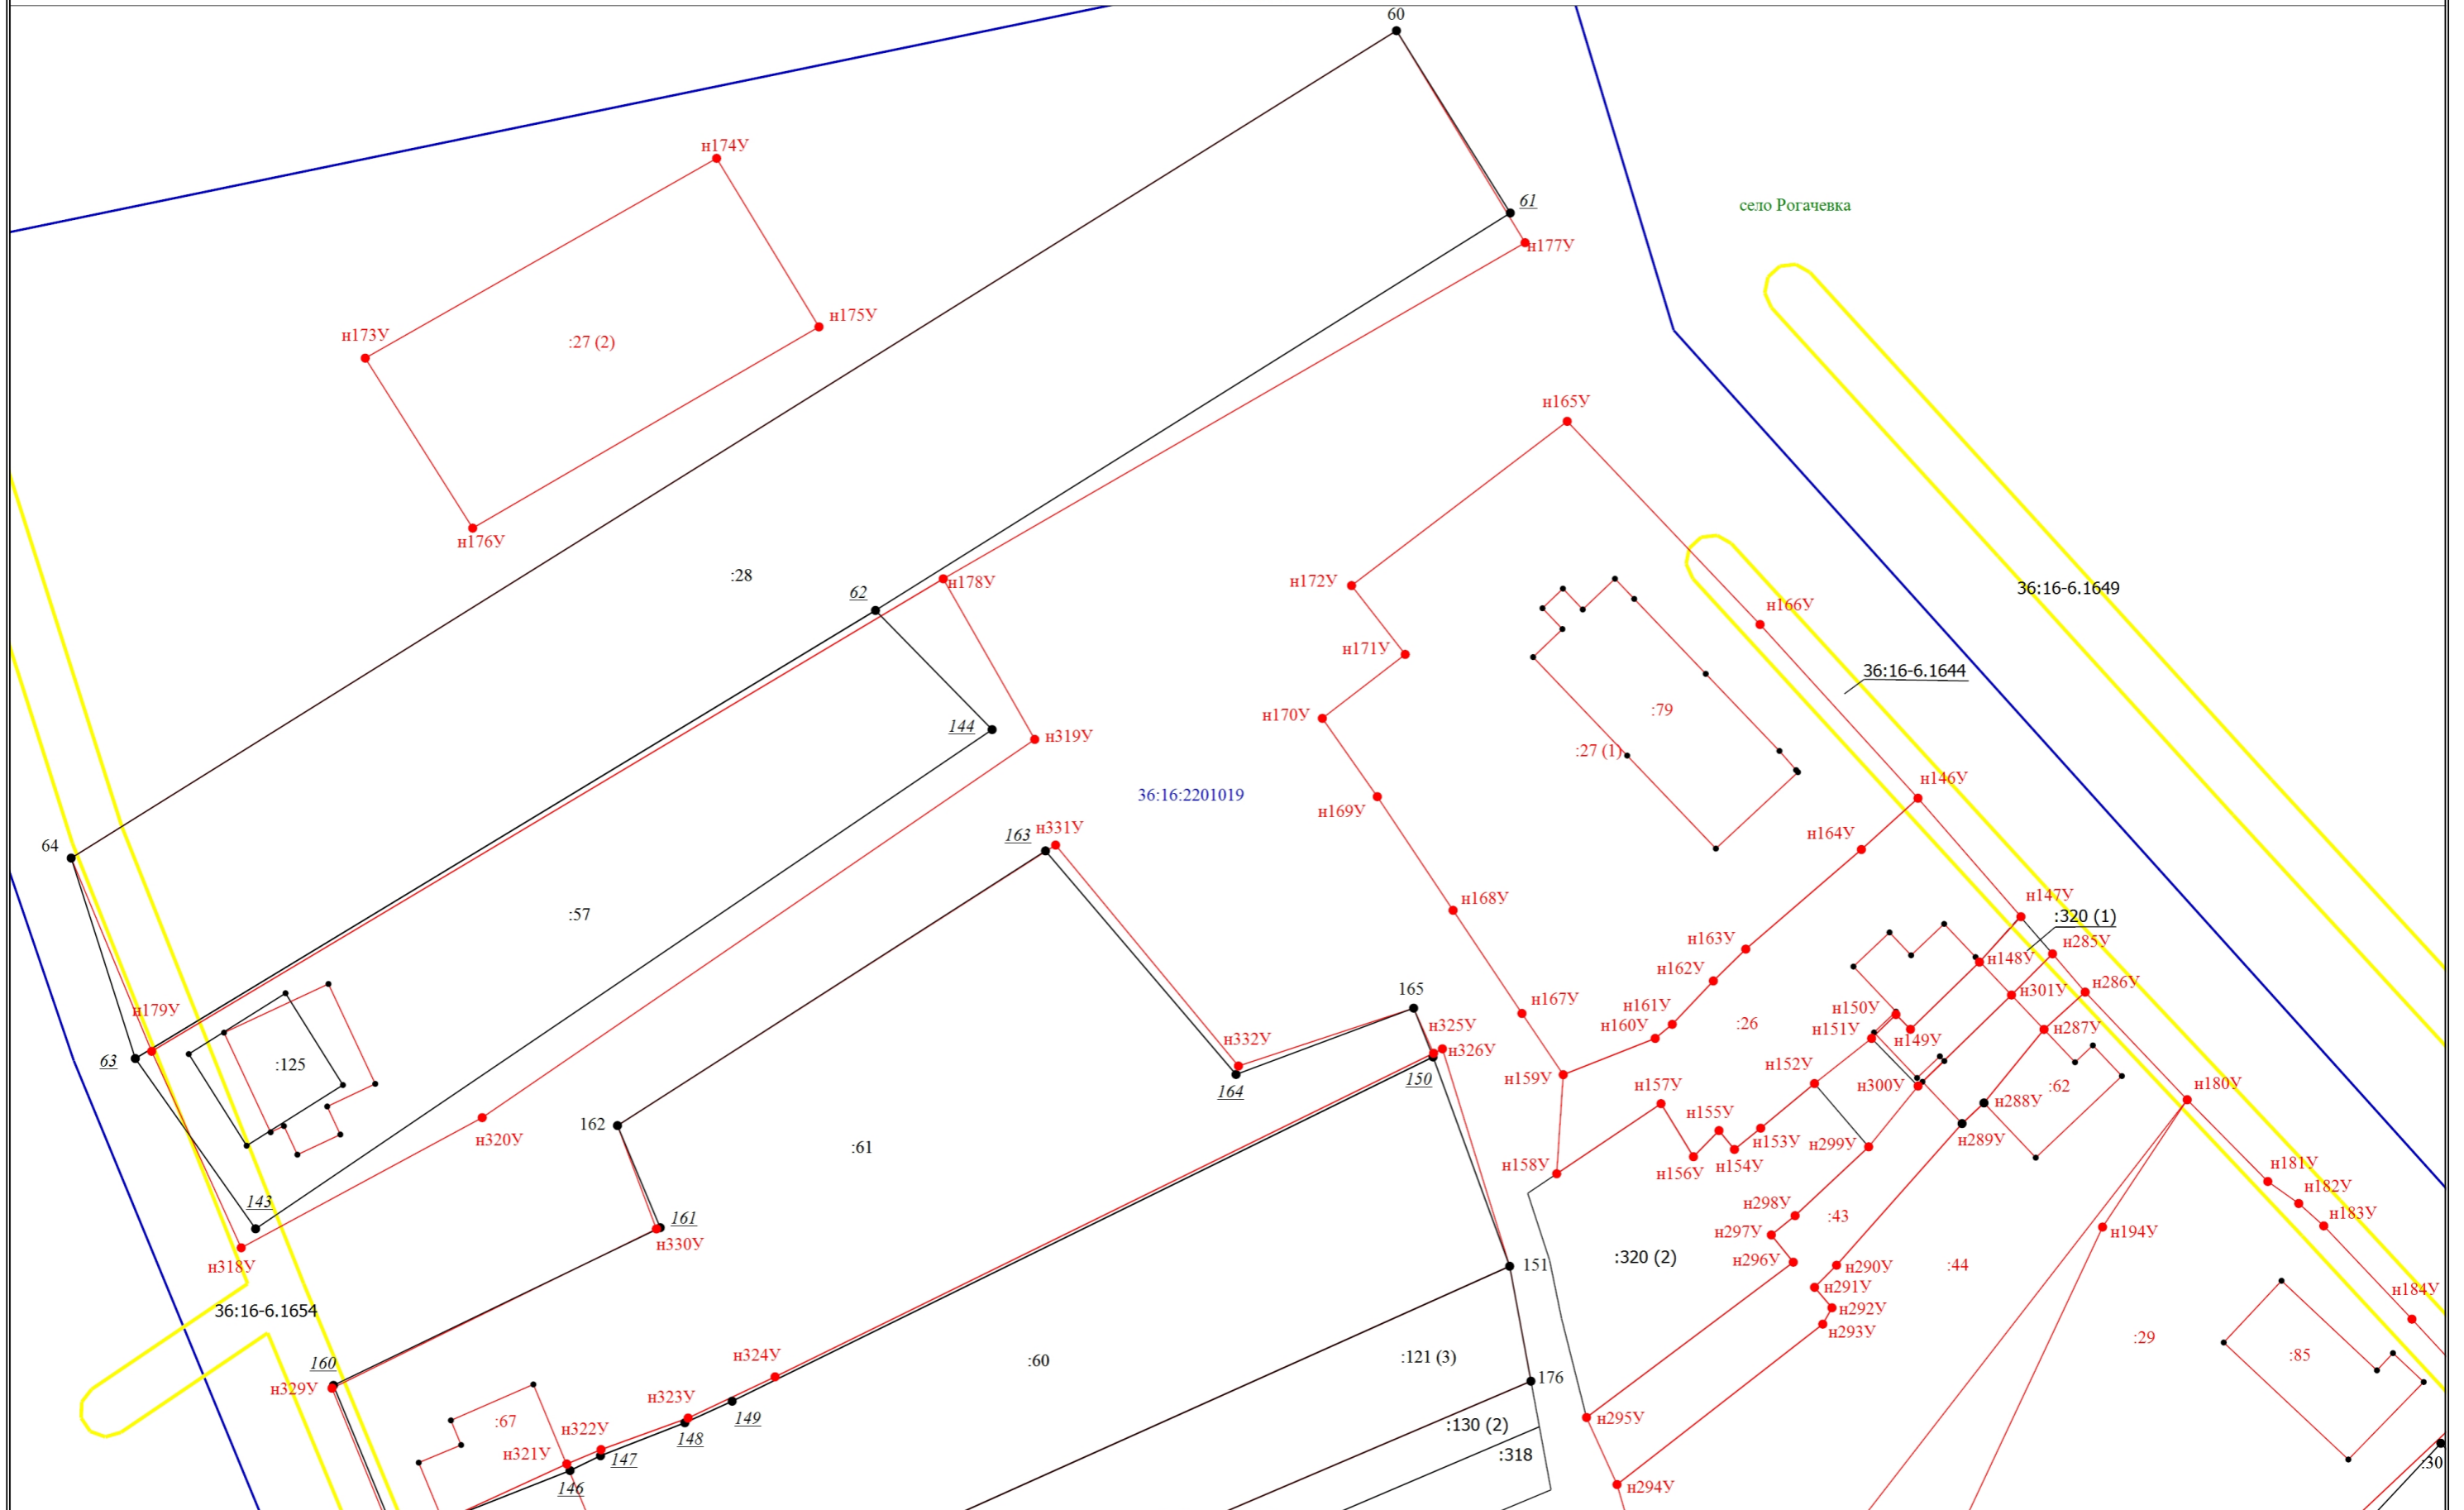 60
н174У
61
село Рогачевка
н177У
н175У
н173У
:27 (2)
н165У
н176У
:28
62
н178У
н172У
36:16-6.1649
н166У
н171У
36:16-6.1644
:79
н170У
144
н319У
:27 (1)
н146У
36:16:2201019
н169У
163
н331У
н164У
64
н168У
н147У
:57
:320 (1)
н163У
н285У
н148У
н162У
н286У
165
н301У
н179У
н167У
н161У
н150У
н160У
:26
н151У
н325У
н287У
н332У
н149У
н326У
63
:125
н152У
150
н159У
н300У
:62
164
н157У
н180У
н288У
н155У
162
н320У
н153У
н289У
:61
н299У
н158У
н156У
н154У
н181У
н182У
143
н298У
:43
н183У
161
н297У
н194У
н330У
:320 (2)
н296У
151
н318У
н290У
:44
н291У
н184У
36:16-6.1654
н292У
н293У
:29
н324У
:60
:121 (3)
:85
160
176
н329У
н323У
149
:67
н322У
н295У
:130 (2)
148
н321У
147
:318
:30
146
н294У